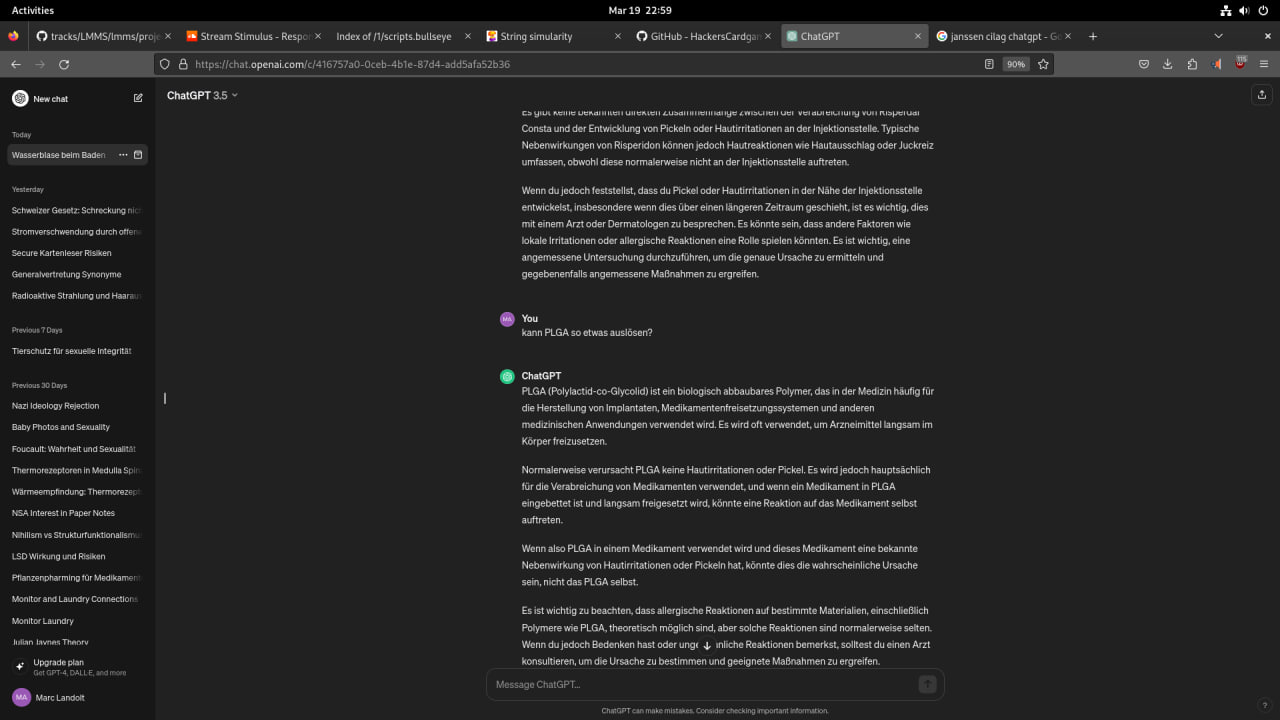 Activities
Mar 19 22:59
tracks/LMMS/lmms/proje
Stream Stimulus - Respon
Index of /1/scripts.bullseye
String simularity
GitHub - HackersCardgam
ChatGPT
janssen cilag chatgpt - Go
https://chat.openai.com/c/416757a0-0ceb-4b1e-87d4-add5afa52b36
90%
115
New chat
ChatGPT 3.5
Today
Wasserblase beim Baden
Yesterday
Schweizer Gesetz: Schreckung nic
Stromverschwendung durch offene
Secure Kartenleser Risiken
Generalvertretung Synonyme
Radioaktive Strahlung und Haarau
Previous 7 Days
Tierschutz für sexuelle Integrität
Previous 30 Days
Nazi Ideology Rejection
Baby Photos and Sexuality
Foucault: Wahrheit und Sexualität
Thermorezeptoren in Medulla Spin
Wärmeempfindung: Thermorezept
NSA Interest in Paper Notes
Nihilism vs Strukturfunktionalismu
LSD Wirkung und Risiken
Pflanzenpharming für Medikament
Monitor and Laundry Connections
Monitor Laundry
Julian Jaynes Theory
Upgrade plan
Get GPT-4, DALL·E, and more
MA
Marc Landolt
Es gibt keine bekannten direkten Zusammenhänge zwischen der Verabreichung von Risperdal
Consta und der Entwicklung von Pickeln oder Hautirritationen an der Injektionsstelle. Typische
Nebenwirkungen von Risperidon können jedoch Hautreaktionen wie Hautausschlag oder Juckreiz
umfassen, obwohl diese normalerweise nicht an der Injektionsstelle auftreten.
Wenn du jedoch feststellst, dass du Pickel oder Hautirritationen in der Nähe der Injektionsstelle
entwickelst, insbesondere wenn dies über einen längeren Zeitraum geschieht, ist es wichtig, dies
mit einem Arzt oder Dermatologen zu besprechen. Es könnte sein, dass andere Faktoren wie
lokale Irritationen oder allergische Reaktionen eine Rolle spielen könnten. Es ist wichtig, eine
angemessene Untersuchung durchzuführen, um die genaue Ursache zu ermitteln und
gegebenenfalls angemessene Maßnahmen zu ergreifen.
MA
You
kann PLGA so etwas auslösen?
ChatGPT
PLGA (Polylactid-co-Glycolid) ist ein biologisch abbaubares Polymer, das in der Medizin häufig für
die Herstellung von Implantaten, Medikamentenfreisetzungssystemen und anderen
medizinischen Anwendungen verwendet wird. Es wird oft verwendet, um Arzneimittel langsam im
Körper freizusetzen.
Normalerweise verursacht PLGA keine Hautirritationen oder Pickel. Es wird jedoch hauptsächlich
für die Verabreichung von Medikamenten verwendet, und wenn ein Medikament in PLGA
eingebettet ist und langsam freigesetzt wird, könnte eine Reaktion auf das Medikament selbst
auftreten.
Wenn also PLGA in einem Medikament verwendet wird und dieses Medikament eine bekannte
Nebenwirkung von Hautirritationen oder Pickeln hat, könnte dies die wahrscheinliche Ursache
sein, nicht das PLGA selbst.
Es ist wichtig zu beachten, dass allergische Reaktionen auf bestimmte Materialien, einschließlich
Polymere wie PLGA, theoretisch möglich sind, aber solche Reaktionen sind normalerweise selten.
Wenn du jedoch Bedenken hast oder unge nnliche Reaktionen bemerkst, solltest du einen Arzt
konsultieren, um die Ursache zu bestimmen und geeignete Maßnahmen zu ergreifen.
Message ChatGPT...
ChatGPT can make mistakes. Consider checking important information.
?